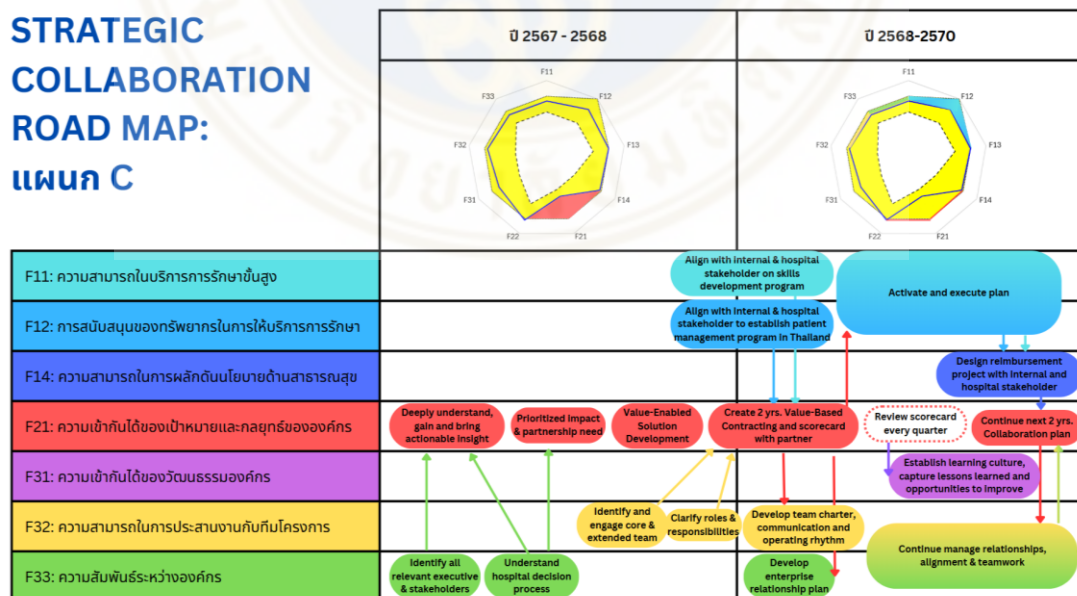 STRATEGIC
COLLABORATION
ROAD MAP:
แผนก C
ปี 2567 - 2568
ปี 2568-2570
F11
F12
F13
F14
F21
F22
F31
F32
F33
F11
F12
F13
F14
F21
F22
F31
F32
F33
F11: ความสามารถในบริการการรักษาขั้นสูง
Align with internal & hospital
stakeholder on skills
development program
Activate and execute plan
F12: การสนับสนุนของทรัพยากรในการให้บริการการรักษา
Align with internal & hospital
stakeholder to establish patient
management program in Thailand
F14: ความสามารถในการผลักดันนโยบายด้านสาธารณสุข
Design reimbursement
project with internal and
hospital stakeholder
F21: ความเข้ากันได้ของเป้าหมายและกลยุทธ์ขององค์กร
Deeply understand,
gain and bring
actionable insight
Prioritized impact
& partnership need
Value-Enabled
Solution
Development
Create 2 yrs. Value-Based
Contracting and scorecard
with partner
Review scorecard
every quarter
Continue next 2 yrs.
Collaboration plan
F31: ความเข้ากันได้ของวัฒนธรรมองค์กร
Establish learning culture,
capture lessons learned and
opportunities to improve
F32: ความสามารถในการประสานงานกับทีมโครงการ
Identify and
engage core &
extended team
Clarify roles &
responsibilities
Develop team charter,
communication and
operating rhythm
Continue manage relationships,
alignment & teamwork
F33: ความสัมพันธ์ระหว่างองค์กร
Identify all
relevant executive
& stakeholders
Understand
hospital decision
process
Develop
enterprise
relationship plan